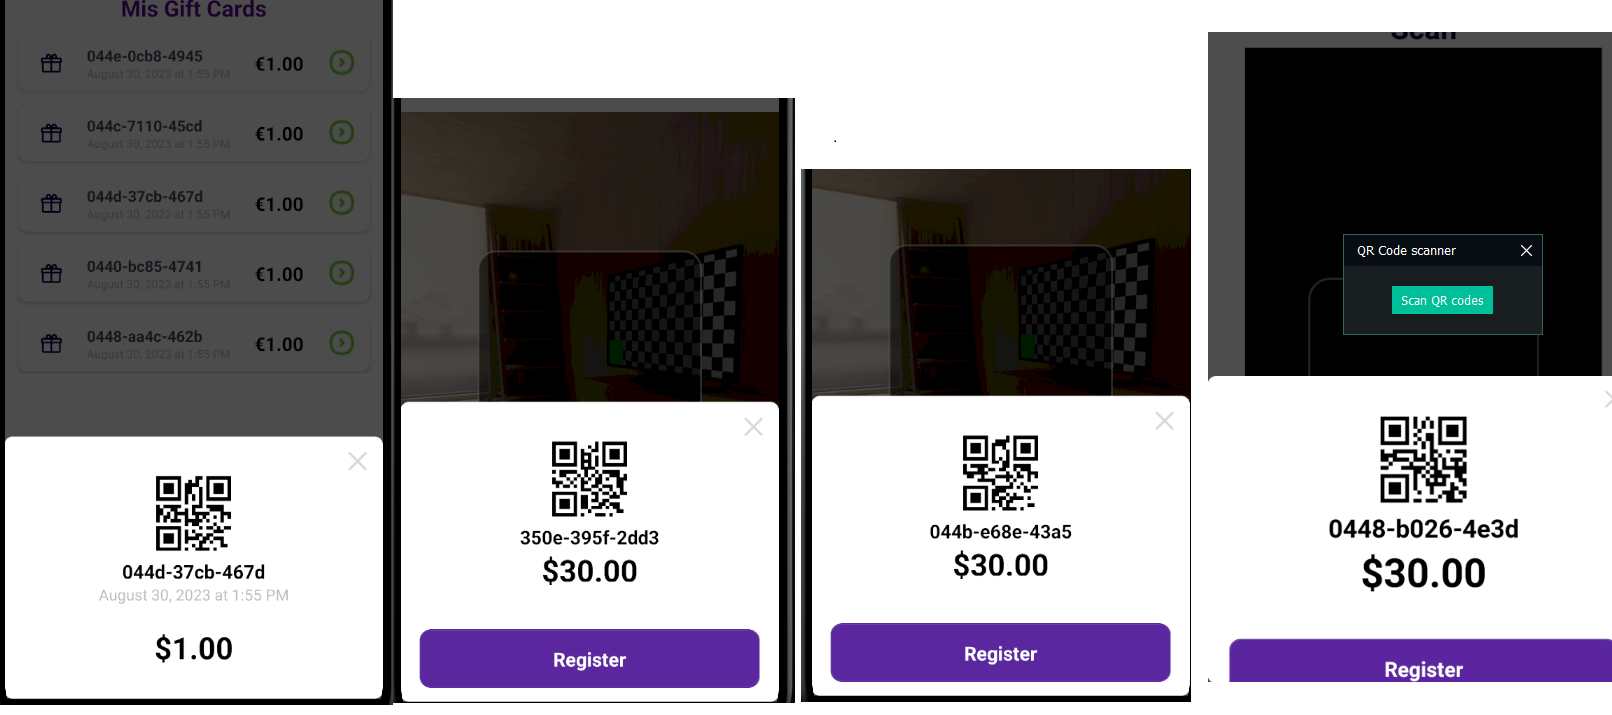 Mis Gift Cards
044e-0cb8-4945
€1.00
August 30, 2023 at 1:55 PM
044c-7110-45cd
€1.00
August 30, 2023 at 1:55 PM
044d-37cb-467d
€1.00
August 30, 2023 at 1:55 PM
0440-bc85-4741
€1.00
August 30, 2023 at 1:55 PM
0448-aa4c-462b
€1.00
August 30, 2023 at 1:55 PM
044d-37cb-467d
August 30, 2023 at 1:55 PM
$1.00
350e-395f-2dd3
$30.00
Register
044b-e68e-43a5
$30.00
Register
Scan
QR Code scanner
Scan QR codes
0448-b026-4e3d
$30.00
Register